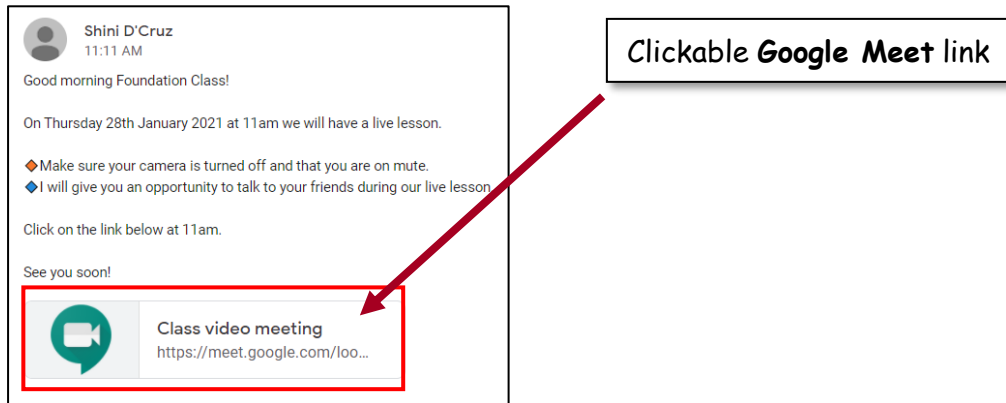 Shini D'Cruz
11:11 AM
Good morning Foundation Class!
On Thursday 28th January 2021 at 11am we will have a live lesson.
🔶Make sure your camera is turned off and that you are on mute.
🔷I will give you an opportunity to talk to your friends during our live lesson
Click on the link below at 11am.
See you soon!
Class video meeting
https://meet.google.com/loo...
Clickable Google Meet link